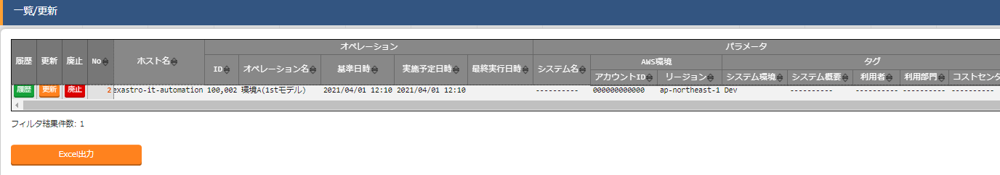 一覧/更新
オペレーション パラメータ
履歴 更新 廃止 No ホスト名 AWS環境 タグ
ID オペレーション名 基準日時 実施予定日時 最終実行日時 システム名
アカウントID リージョン システム環境 システム概要 利用者 利用部門 コストセンタ
履歴 更新 廃止 2 exastro-it-automation 100,002 環境A(1stモデル) 2021/04/01 12:10 2021/04/01 12:10 ---------- 000000000000 ap-northeast-1 Dev ---------- ---------- ---------- ----------
フィルタ結果件数: 1
Excel出力